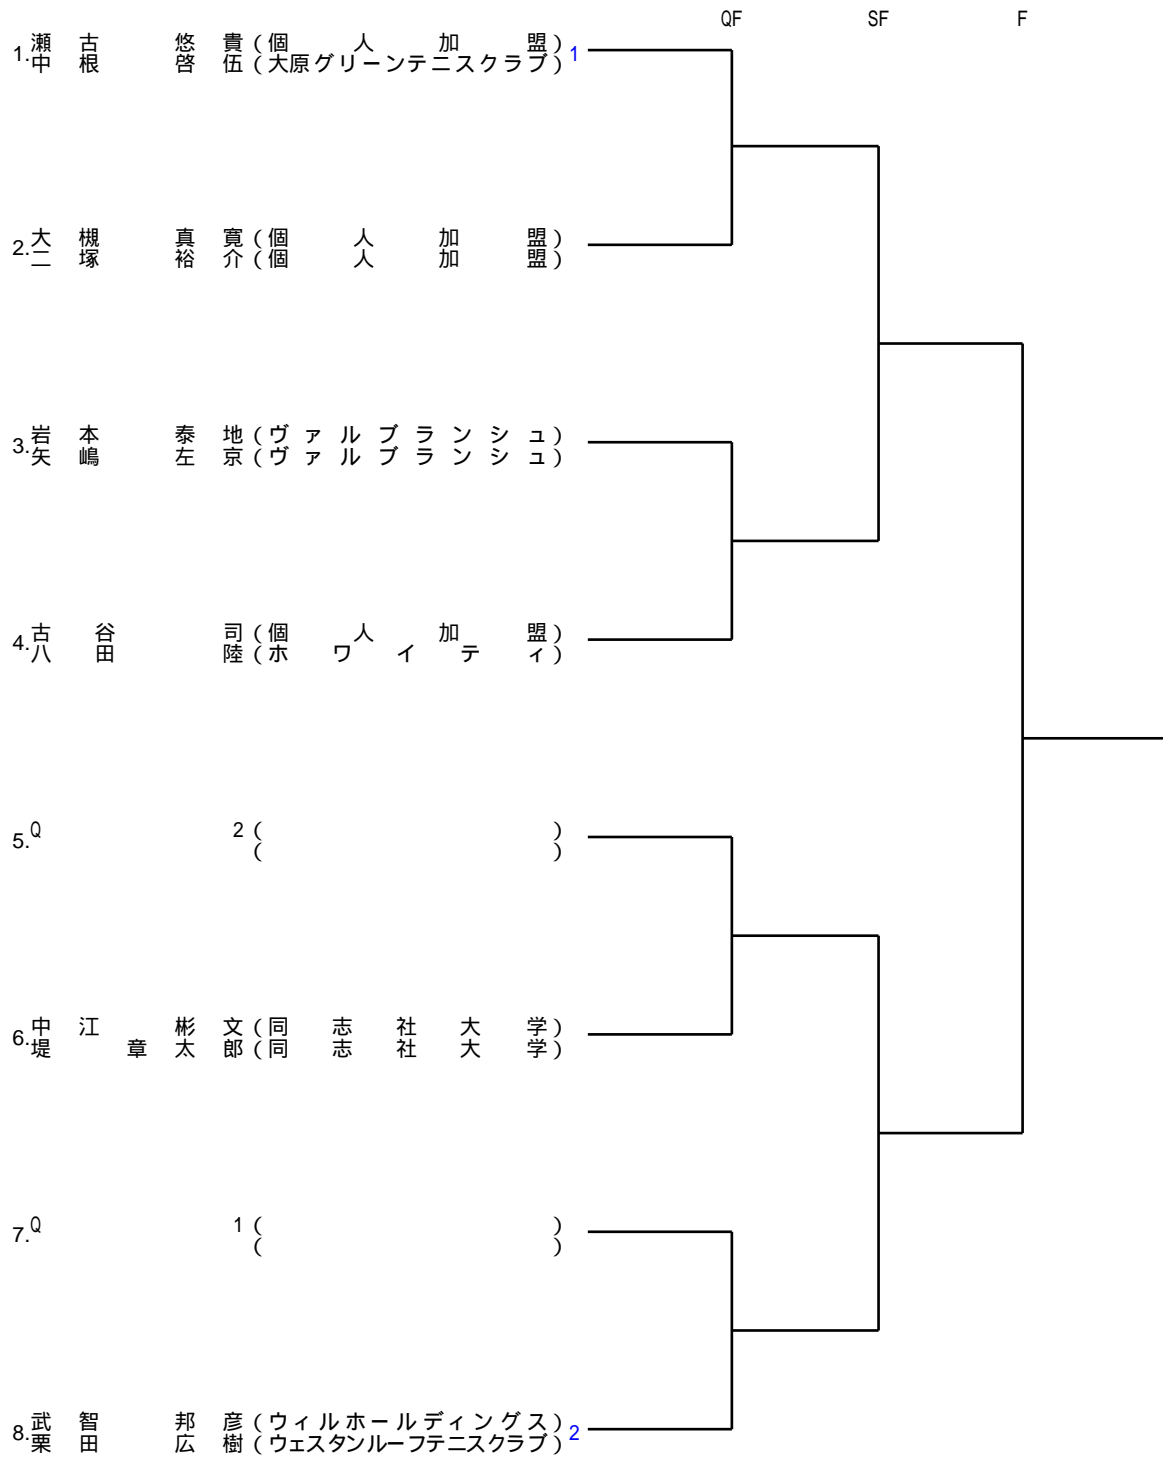 QF SF F
1. 瀬古 悠貴 (個人加盟) 1
中根 啓伍 (大原グリーンテニスクラブ)
2. 大槻 真寛 (個人加盟)
二塚 裕介 (個人加盟)
3. 岩本 泰地 (ヴァルブランシュ)
矢嶋 左京 (ヴァルブランシュ)
4. 古谷 司 (個人加盟)
八田 陸 (ホワイティ)
5. Q 2 ( )
( )
6. 中江 彬文 (同志社大学)
堤 章太郎 (同志社大学)
7. Q 1 ( )
( )
8. 武智 邦彦 (ウィルホールディングス) 2
栗田 広樹 (ウェスタンルーフテニスクラブ)